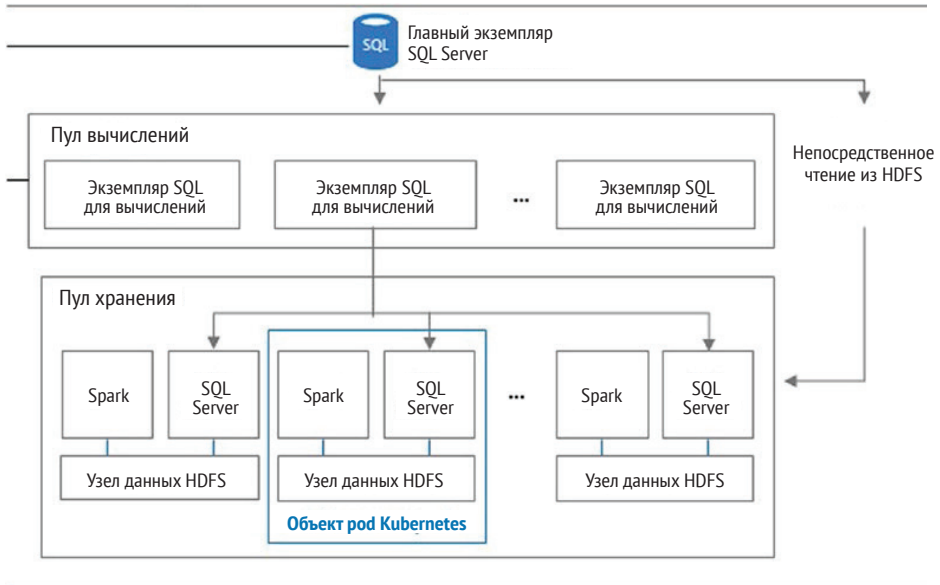 SQL
Главный экземпляр
SQL Server
Пул вычислений
Экземпляр SQL
для вычислений
Экземпляр SQL
для вычислений
...
Экземпляр SQL
для вычислений
Непосредственное
чтение из HDFS
Пул хранения
Spark
SQL
Server
Spark
SQL
Server
...
Spark
SQL
Server
Узел данных HDFS
Узел данных HDFS
Узел данных HDFS
Объект pod Kubernetes